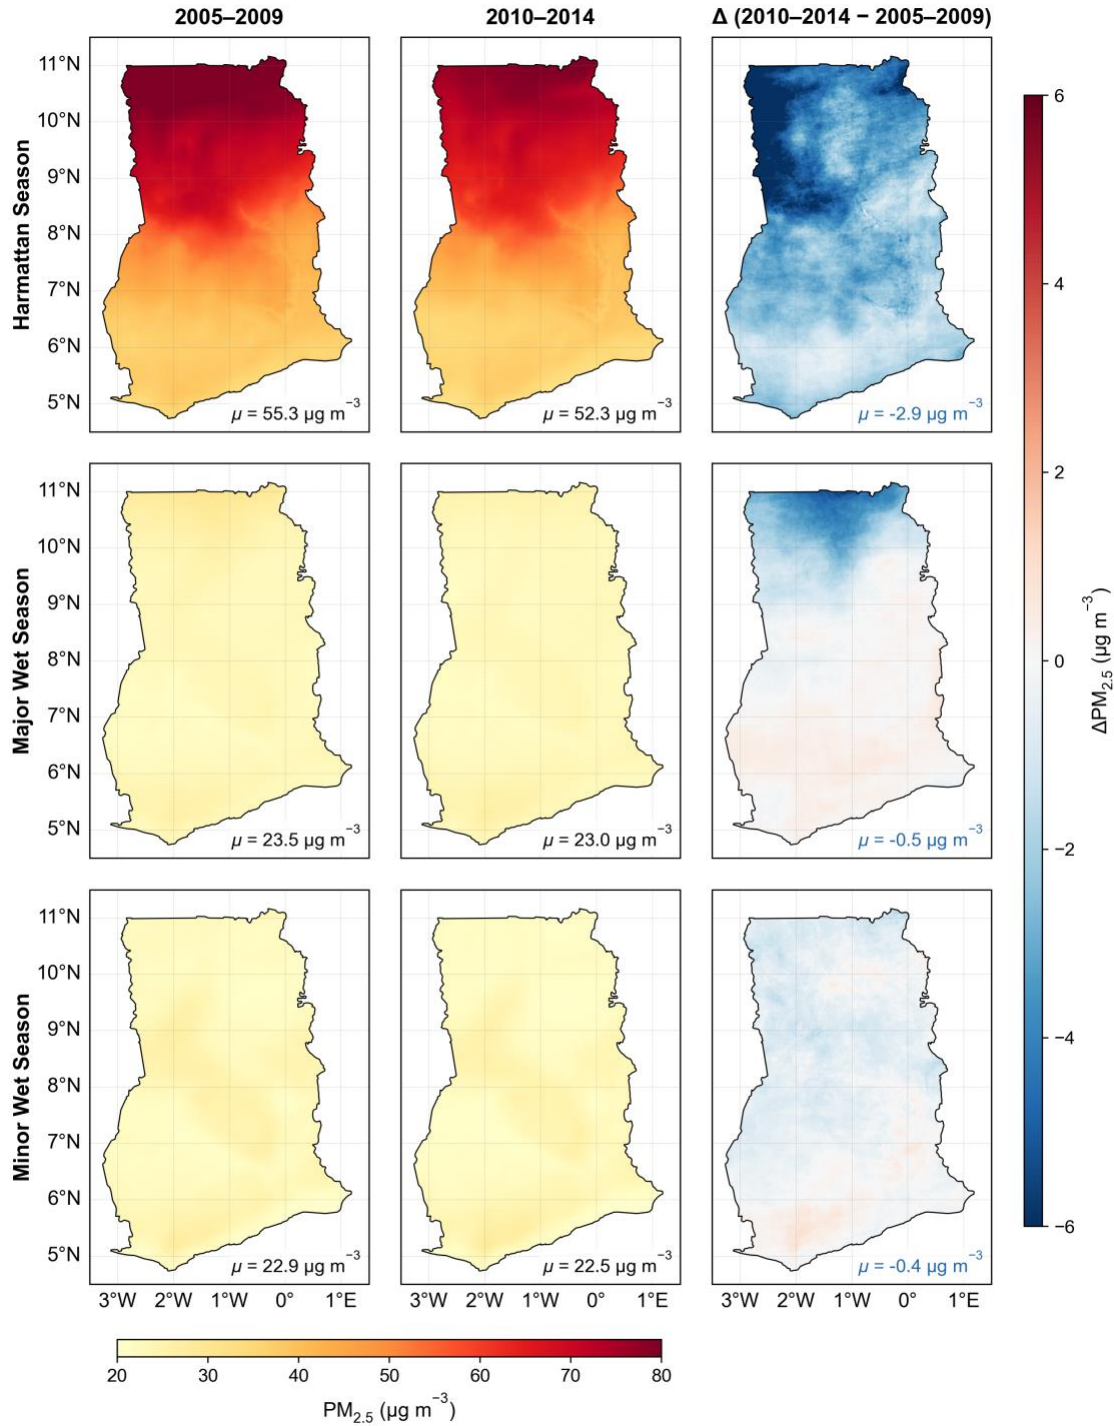 2005–2009
2010–2014
Δ (2010–2014 − 2005–2009)
Harmattan Season
11°N
10°N
9°N
8°N
7°N
6°N
5°N
μ = 55.3 μg m⁻³
μ = 52.3 μg m⁻³
μ = -2.9 μg m⁻³
Major Wet Season
11°N
10°N
9°N
8°N
7°N
6°N
5°N
μ = 23.5 μg m⁻³
μ = 23.0 μg m⁻³
μ = -0.5 μg m⁻³
Minor Wet Season
11°N
10°N
9°N
8°N
7°N
6°N
5°N
μ = 22.9 μg m⁻³
μ = 22.5 μg m⁻³
μ = -0.4 μg m⁻³
3°W 2°W 1°W 0° 1°E
3°W 2°W 1°W 0° 1°E
3°W 2°W 1°W 0° 1°E
6
4
2
0
−2
−4
−6
ΔPM₂.₅ (μg m⁻³)
20 30 40 50 60 70 80
PM₂.₅ (μg m⁻³)